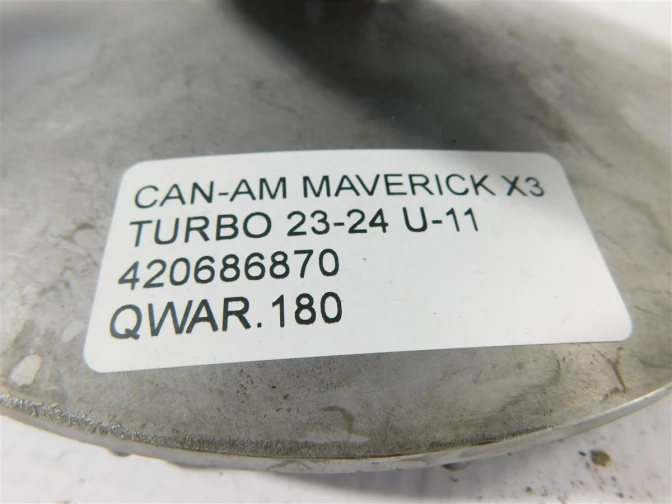 CAN-AM MAVERICK X3
TURBO 23-24 U-11
420686870
QWAR.180